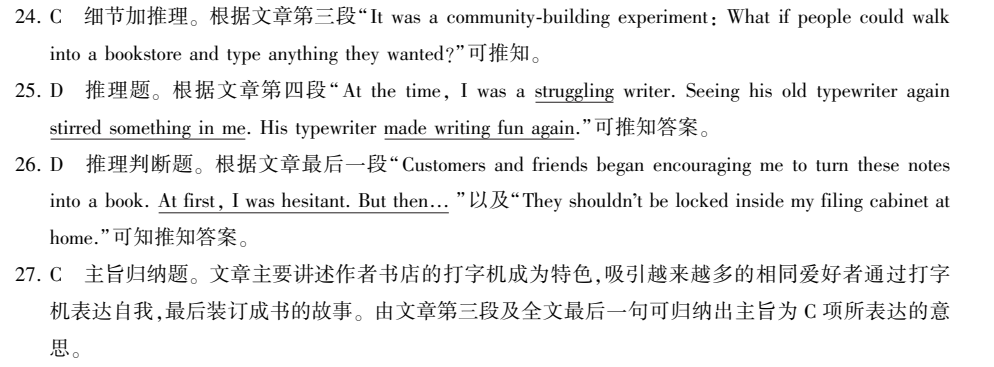 24. C 细节加推理。根据文章第三段“It was a community-building experiment: What if people could walk
into a bookstore and type anything they wanted?”可推知。
25. D 推理题。根据文章第四段“At the time, I was a struggling writer. Seeing his old typewriter again
stirred something in me. His typewriter made writing fun again.”可推知答案。
26. D 推理判断题。根据文章最后一段“Customers and friends began encouraging me to turn these notes
into a book. At first, I was hesitant. But then… ”以及“They shouldn’t be locked inside my filing cabinet at
home.”可知推知答案。
27. C 主旨归纳题。文章主要讲述作者书店的打字机成为特色,吸引越来越多的相同爱好者通过打字
机表达自我,最后装订成书的故事。由文章第三段及全文最后一句可归纳出主旨为 C 项所表达的意
思。